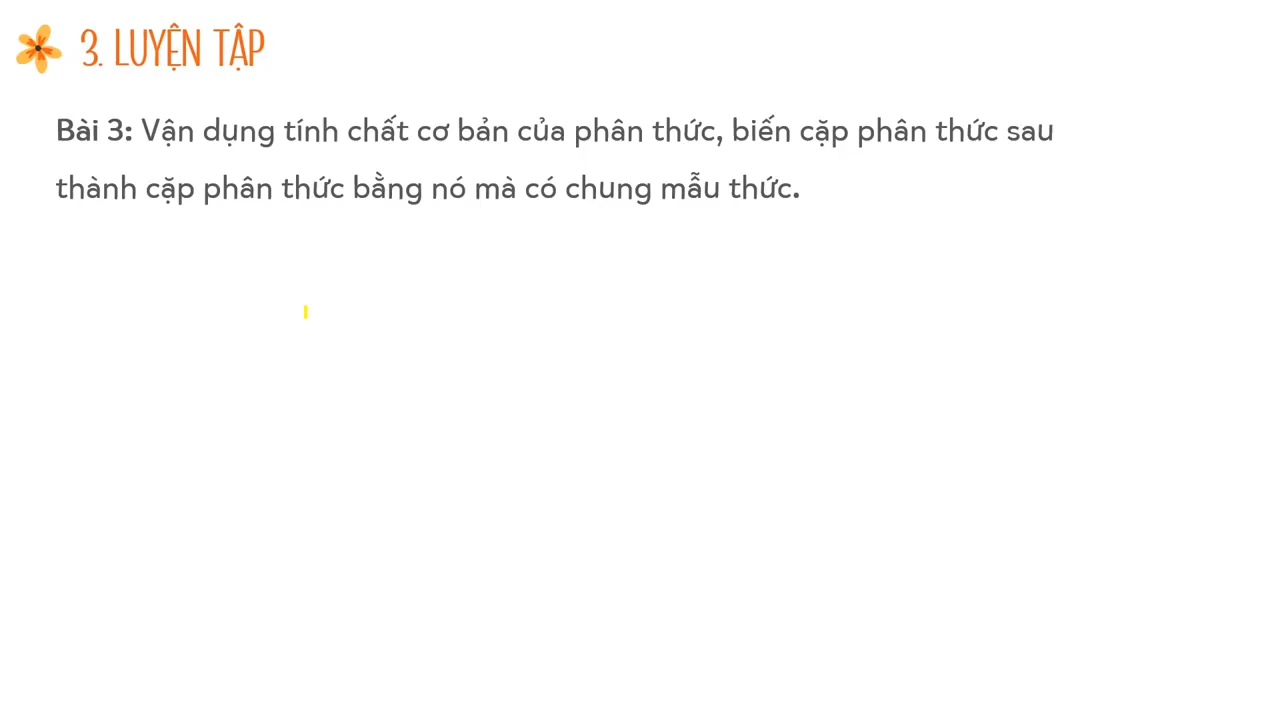 3. LUYỆN TẬP
Bài 3: Vận dụng tính chất cơ bản của phân thức, biến cặp phân thức sau
thành cặp phân thức bằng nó mà có chung mẫu thức.